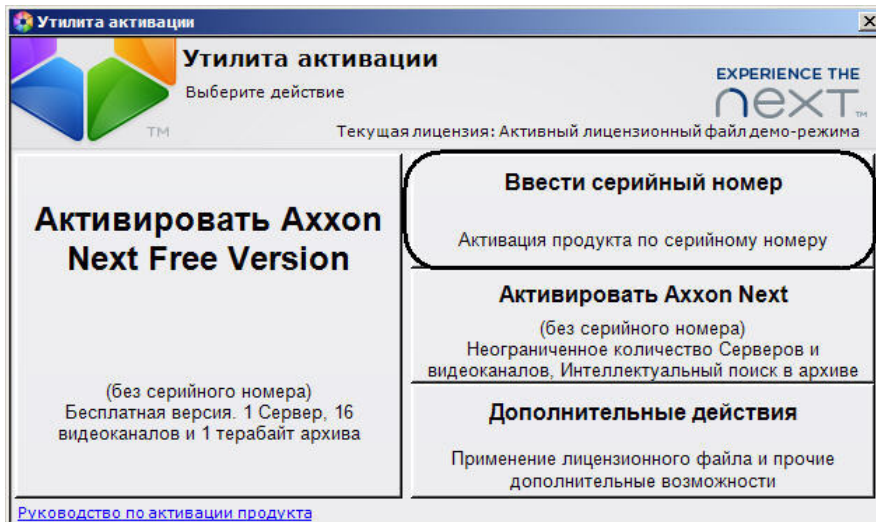 Утилита активации
Утилита активации
Выберите действие
EXPERIENCE THE
next™
TM
Текущая лицензия: Активный лицензионный файл демо-режима
Активировать Axxon
Next Free Version
(без серийного номера)
Бесплатная версия. 1 Сервер, 16
видеоканалов и 1 терабайт архива
Ввести серийный номер
Активация продукта по серийному номеру
Активировать Axxon Next
(без серийного номера)
Неограниченное количество Серверов и
видеоканалов, Интеллектуальный поиск в архиве
Дополнительные действия
Применение лицензионного файла и прочие
дополнительные возможности
Руководство по активации продукта